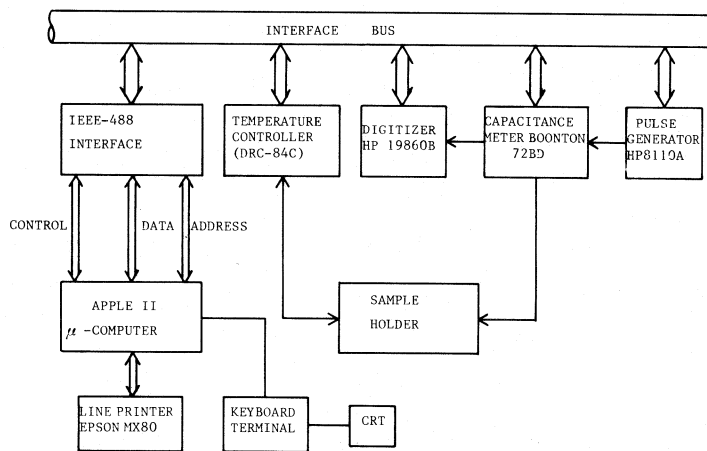 INTERFACE BUS
IEEE-488
INTERFACE
TEMPERATURE
CONTROLLER
(DRC-84C)
DIGITIZER
HP 19860B
CAPACITANCE
METER BOONTON
72BD
PULSE
GENERATOR
HP8110A
CONTROL
DATA
ADDRESS
APPLE II
μ -COMPUTER
SAMPLE
HOLDER
LINE PRINTER
EPSON MX80
KEYBOARD
TERMINAL
CRT